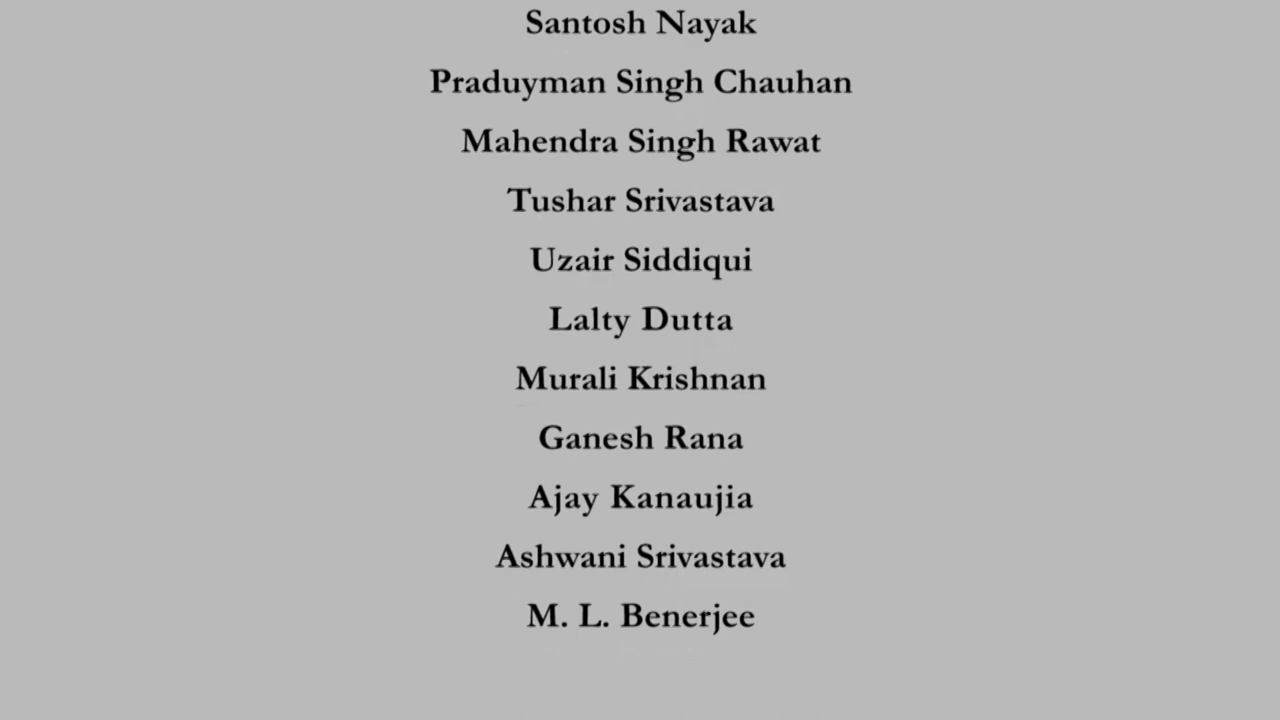 Santosh Nayak
Praduyman Singh Chauhan
Mahendra Singh Rawat
Tushar Srivastava
Uzair Siddiqui
Lalty Dutta
Murali Krishnan
Ganesh Rana
Ajay Kanaujia
Ashwani Srivastava
M. L. Benerjee